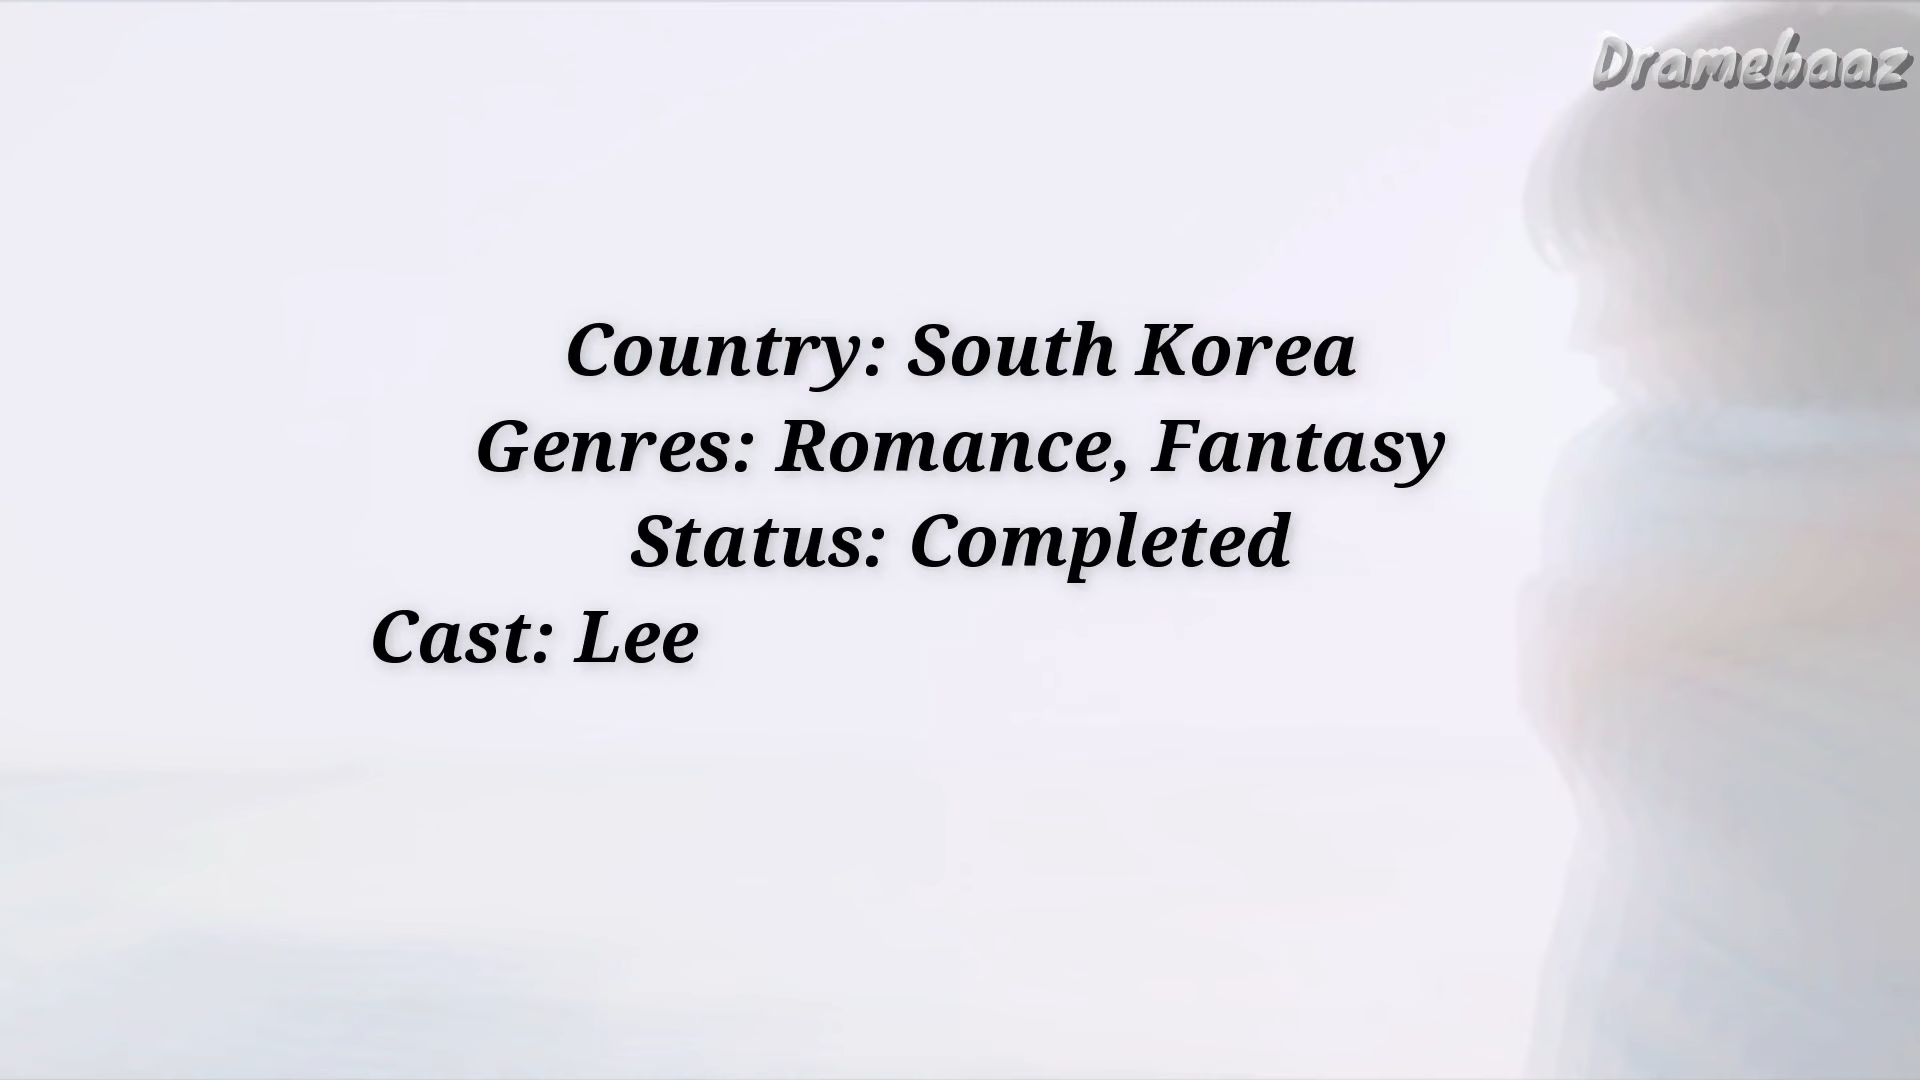 Dramebaaz
Country: South Korea
Genres: Romance, Fantasy
Status: Completed
Cast: Lee